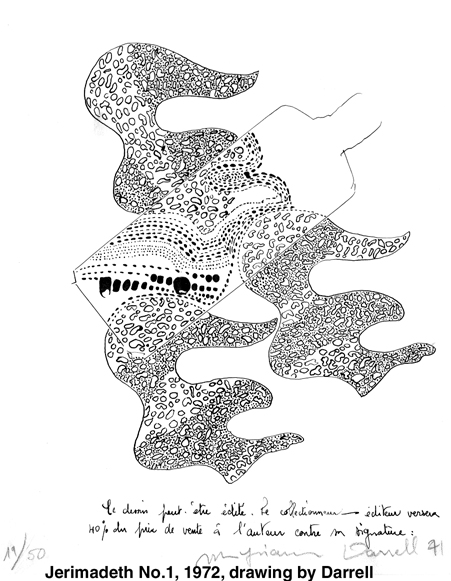 Ce dessin peut être édité. Le collectionneur — éditeur versera
40% du prix de vente à l'auteur contre sa signature :
11/50 Darrell 71
Jerimadeth No.1, 1972, drawing by Darrell